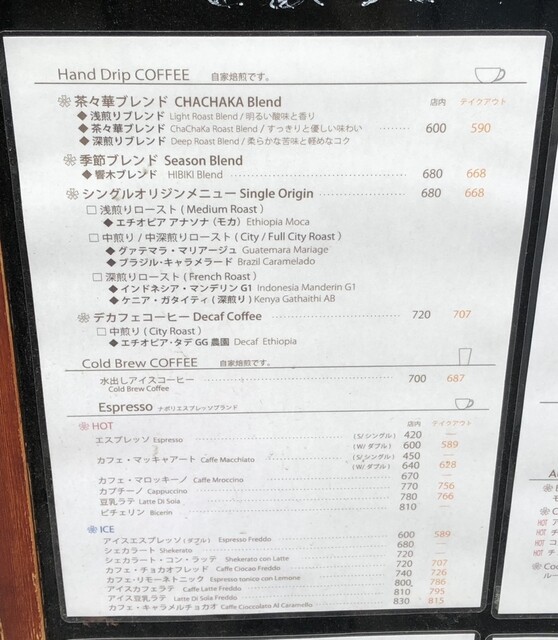 Hand Drip COFFEE 自家焙煎です。
茶々華ブレンド CHACHAKA Blend 店内 テイクアウト
◆浅煎りブレンド Light Roast Blend / 明るい酸味と香り
◆茶々華ブレンド ChaChaKa Roast Blend / すっきりと優しい味わい 600 590
◆深煎りブレンド Deep Roast Blend / 柔らかな苦味と軽めなコク
季節ブレンド Season Blend
◆響木ブレンド HIBIKI Blend 680 668
シングルオリジンメニュー Single Origin 680 668
□ 浅煎りロースト ( Medium Roast )
◆エチオピア アナソナ (モカ) Ethiopia Moca
□ 中煎り / 中深煎りロースト ( City / Full City Roast )
◆グァテマラ・マリアージュ Guatemara Mariage
◆ブラジル・キャラメラード Brazil Caramelado
□ 深煎りロースト ( French Roast )
◆インドネシア・マンデリン G1 Indonesia Manderin G1
◆ケニア・ガタイティ ( 深煎り ) Kenya Gathaithi AB
デカフェコーヒー Decaf Coffee 720 707
□ 中煎り ( City Roast )
◆エチオピア・タデ GG 農園 Decaf Ethiopia
Cold Brew COFFEE 自家焙煎です。
水出しアイスコーヒー 700 687
Cold Brew Coffee
Espresso ナポリエスプレッソブランド
HOT 店内 テイクアウト
エスプレッソ Espresso (S/シングル) 420 —
(W/ダブル) 600 589
カフェ・マッキャアート Caffe Macchiato (S/シングル) 450 —
(W/ダブル) 640 628
カフェ・マロッキーノ Caffe Mroccino 670 —
カプチーノ Cappuccino 770 756
豆乳ラテ Latte Di Soia 780 766
ビチェリン Bicerin 810 —
ICE
アイスエスプレッソ (ダブル) Espresso Freddo 600 589
シェカラート Shekerato 680 —
シェカラート・コン・ラッテ Shekerato con Latte 720 —
カフェ・チョカオフレッド Caffe Ciocao Freddo 720 707
カフェ・リモーネトニック Espresso tonica con Lemone 740 726
アイスカフェラテ Caffe Latte Freddo 800 786
アイス豆乳ラテ Latte Di Soia Freddo 810 795
カフェ・キャラメルチョカオ Caffe Cioccolato Al Caramello 830 815
HOT
HOT
HOT
HOT